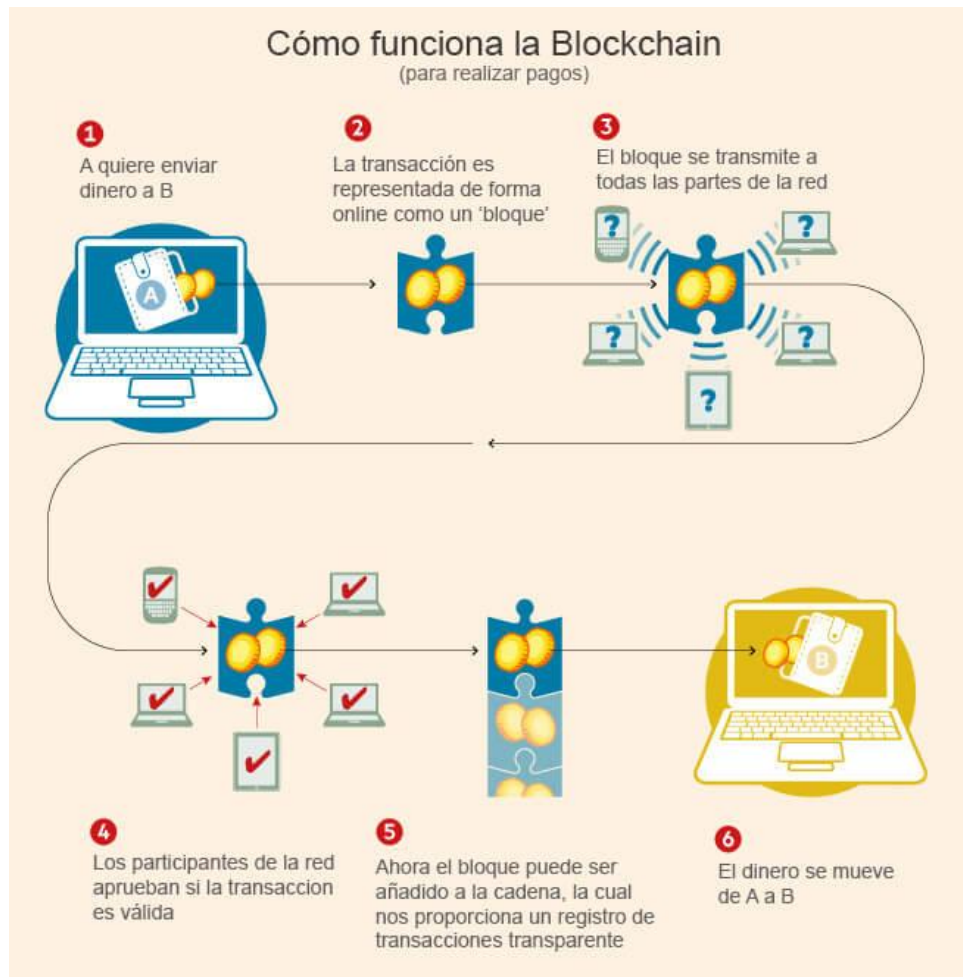 Cómo funciona la Blockchain
(para realizar pagos)
1
A quiere enviar
dinero a B
2
La transacción es
representada de forma
online como un ‘bloque’
3
El bloque se transmite a
todas las partes de la red
A
?
?
?
?
?
B
4
Los participantes de la red
aprueban si la transaccion
es válida
5
Ahora el bloque puede ser
añadido a la cadena, la cual
nos proporciona un registro de
transacciones transparente
6
El dinero se mueve
de A a B